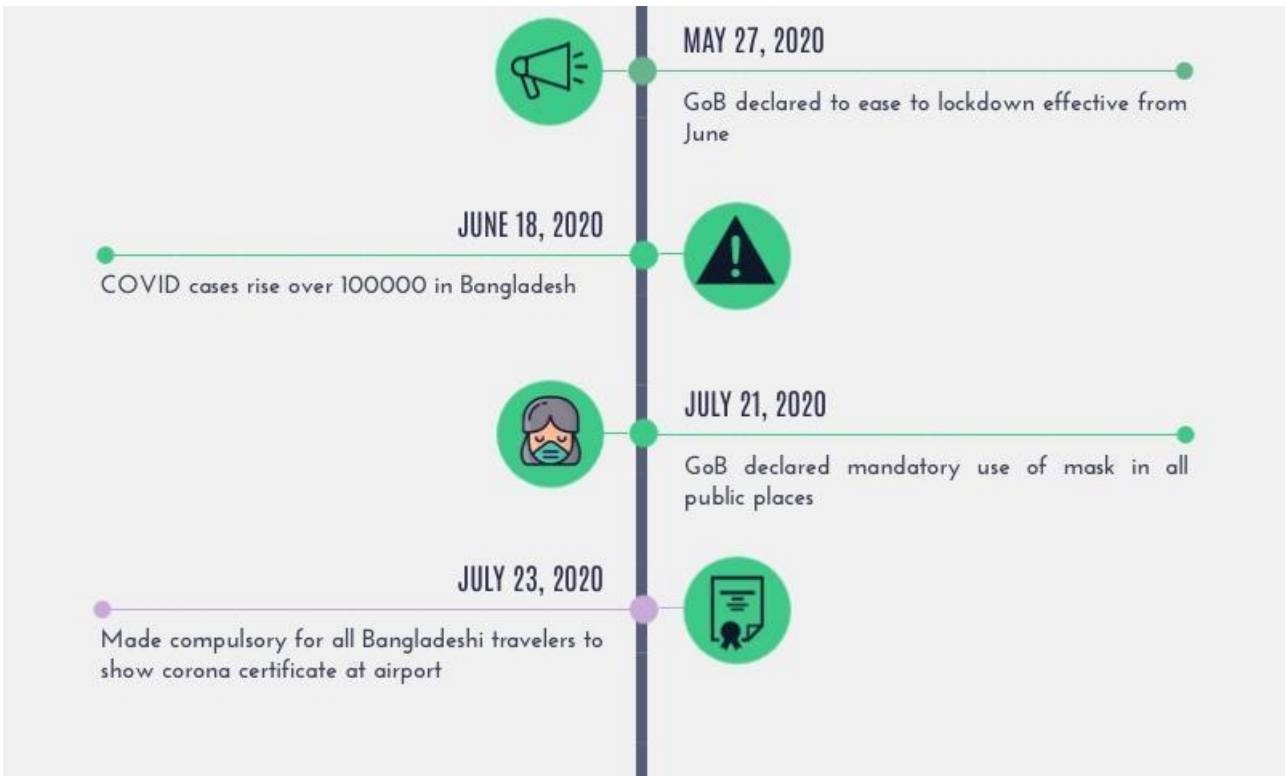 MAY 27, 2020
GoB declared to ease to lockdown effective from
June
JUNE 18, 2020
COVID cases rise over 100000 in Bangladesh
JULY 21, 2020
GoB declared mandatory use of mask in all
public places
JULY 23, 2020
Made compulsory for all Bangladeshi travelers to
show corona certificate at airport